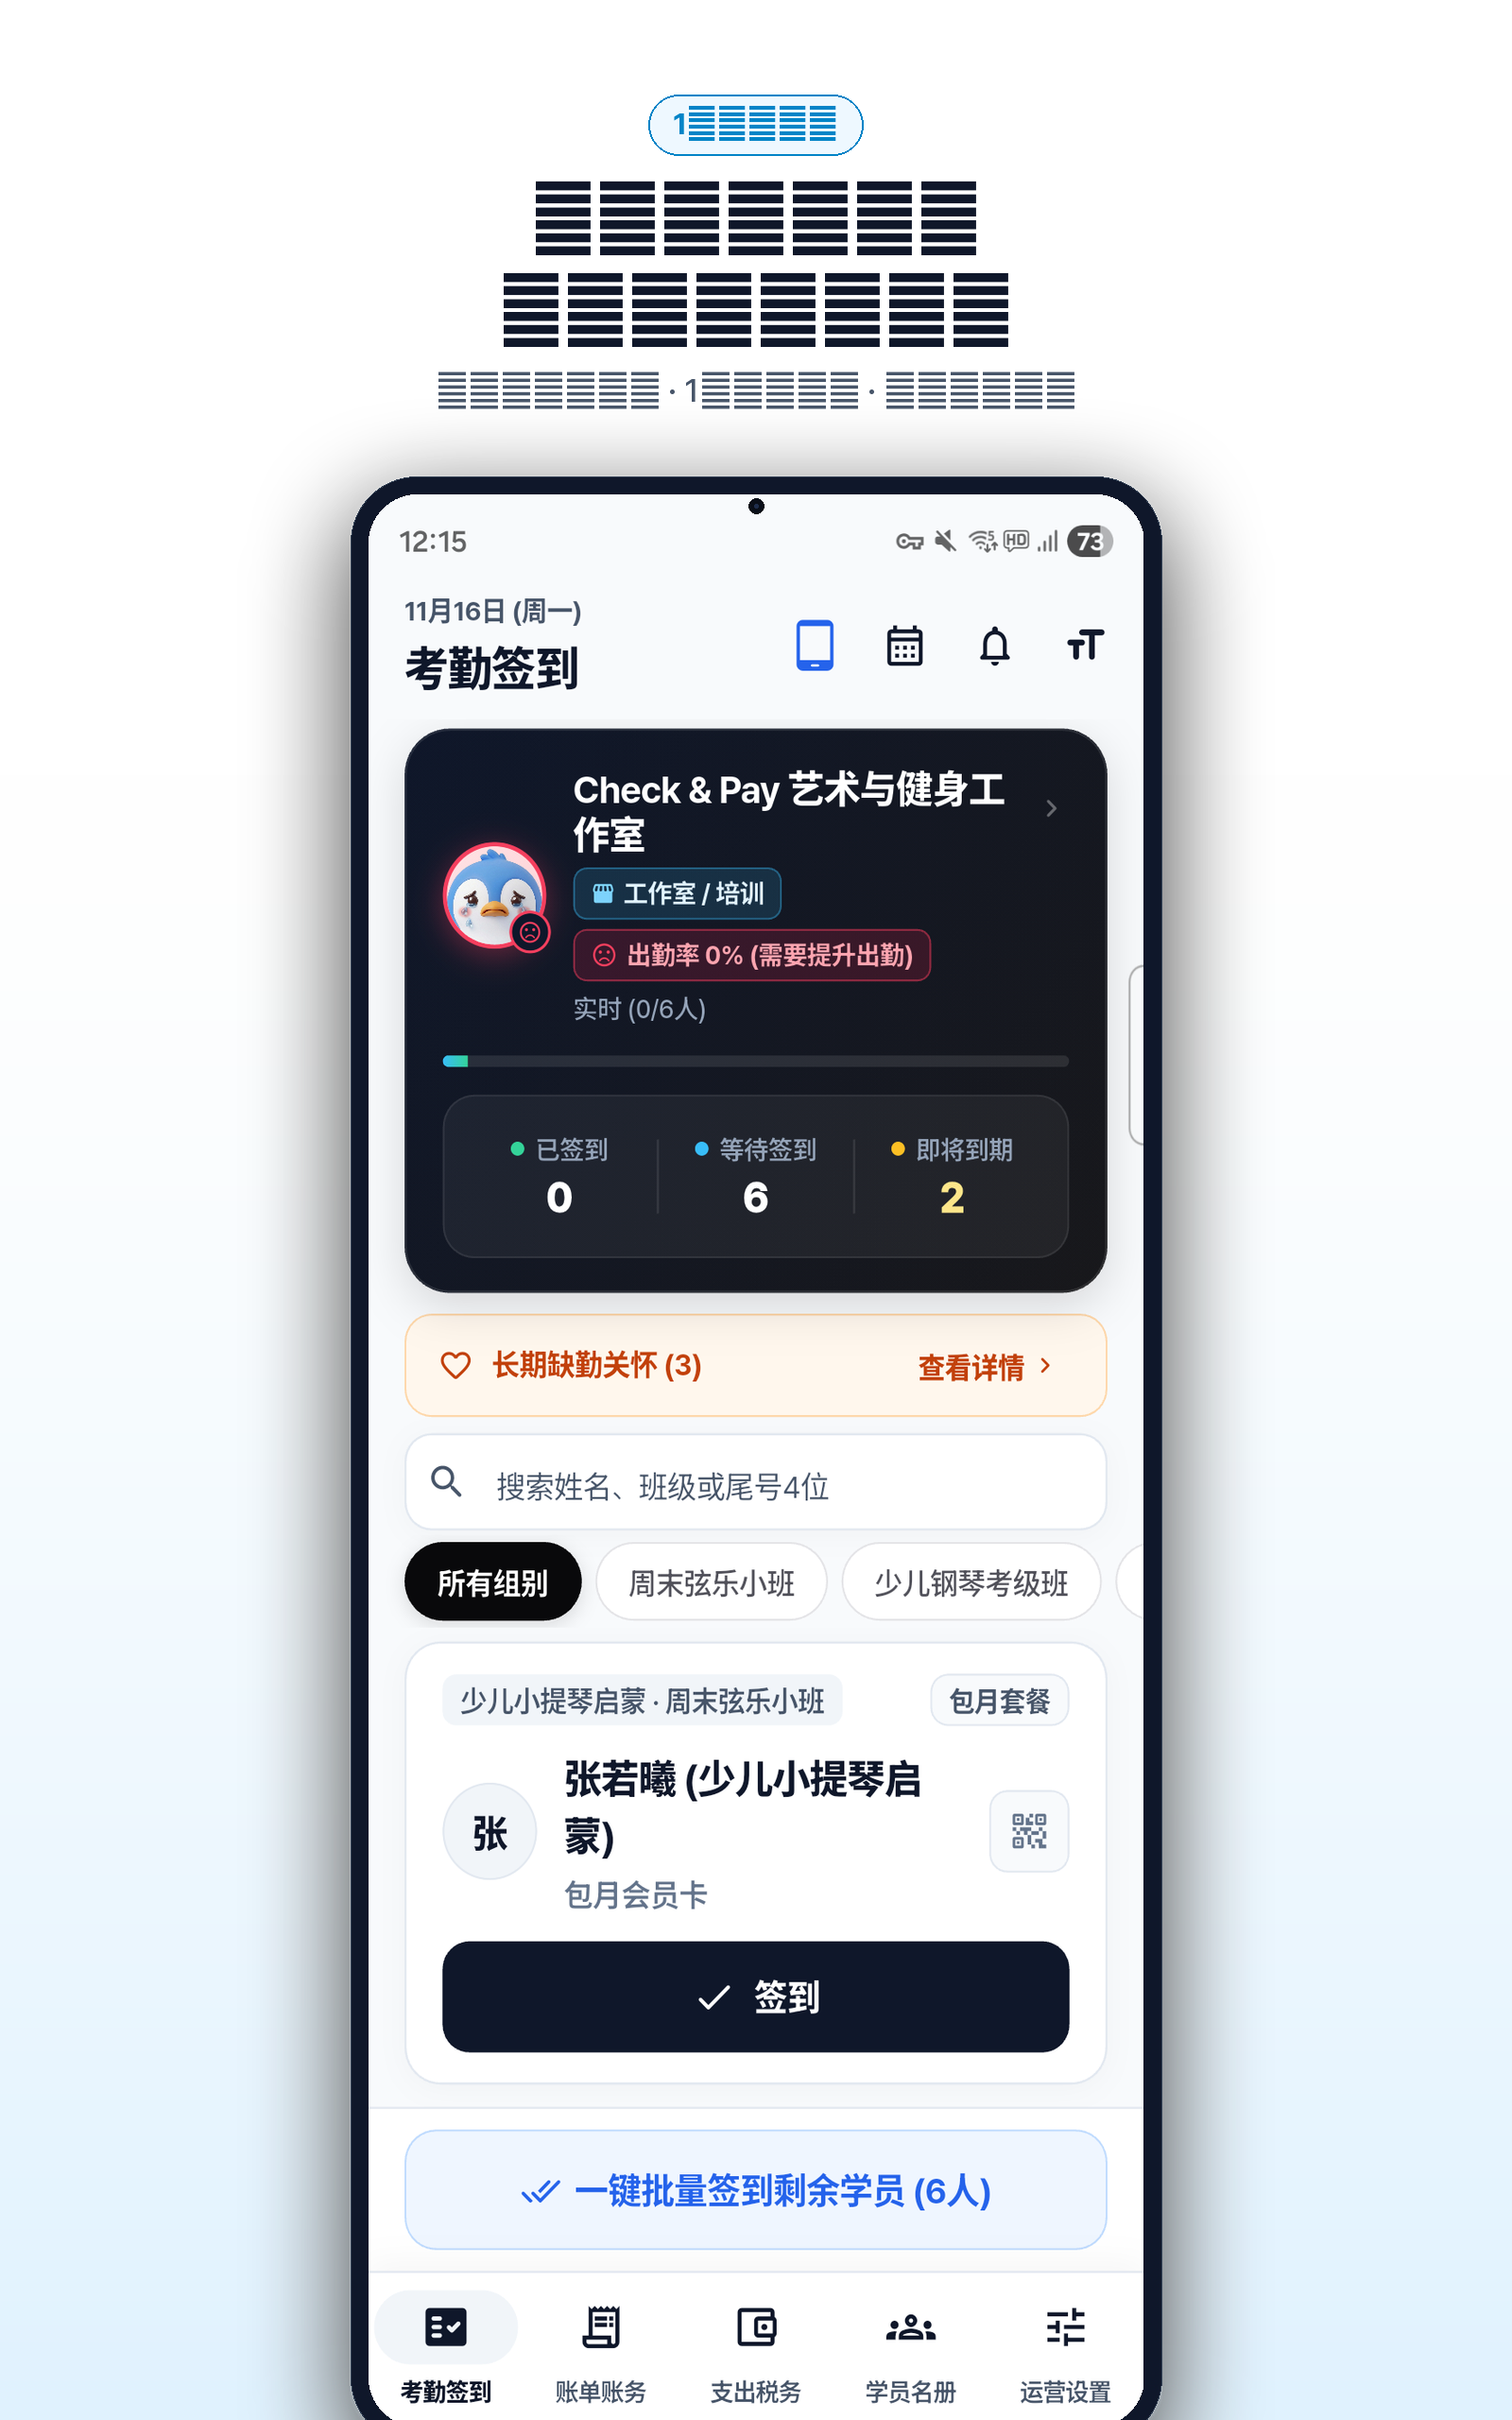 12:15
HD
73
11月16日 (周一)
考勤签到
Check & Pay 艺术与健身工
作室
工作室 / 培训
出勤率 0% (需要提升出勤)
实时 (0/6人)
已签到
等待签到
即将到期
0
6
2
长期缺勤关怀 (3)
查看详情
搜索姓名、班级或尾号4位
所有组别
周末弦乐小班
少儿钢琴考级班
少儿小提琴启蒙 · 周末弦乐小班
包月套餐
张
张若曦 (少儿小提琴启
蒙)
包月会员卡
签到
一键批量签到剩余学员 (6人)
考勤签到
账单账务
支出税务
学员名册
运营设置